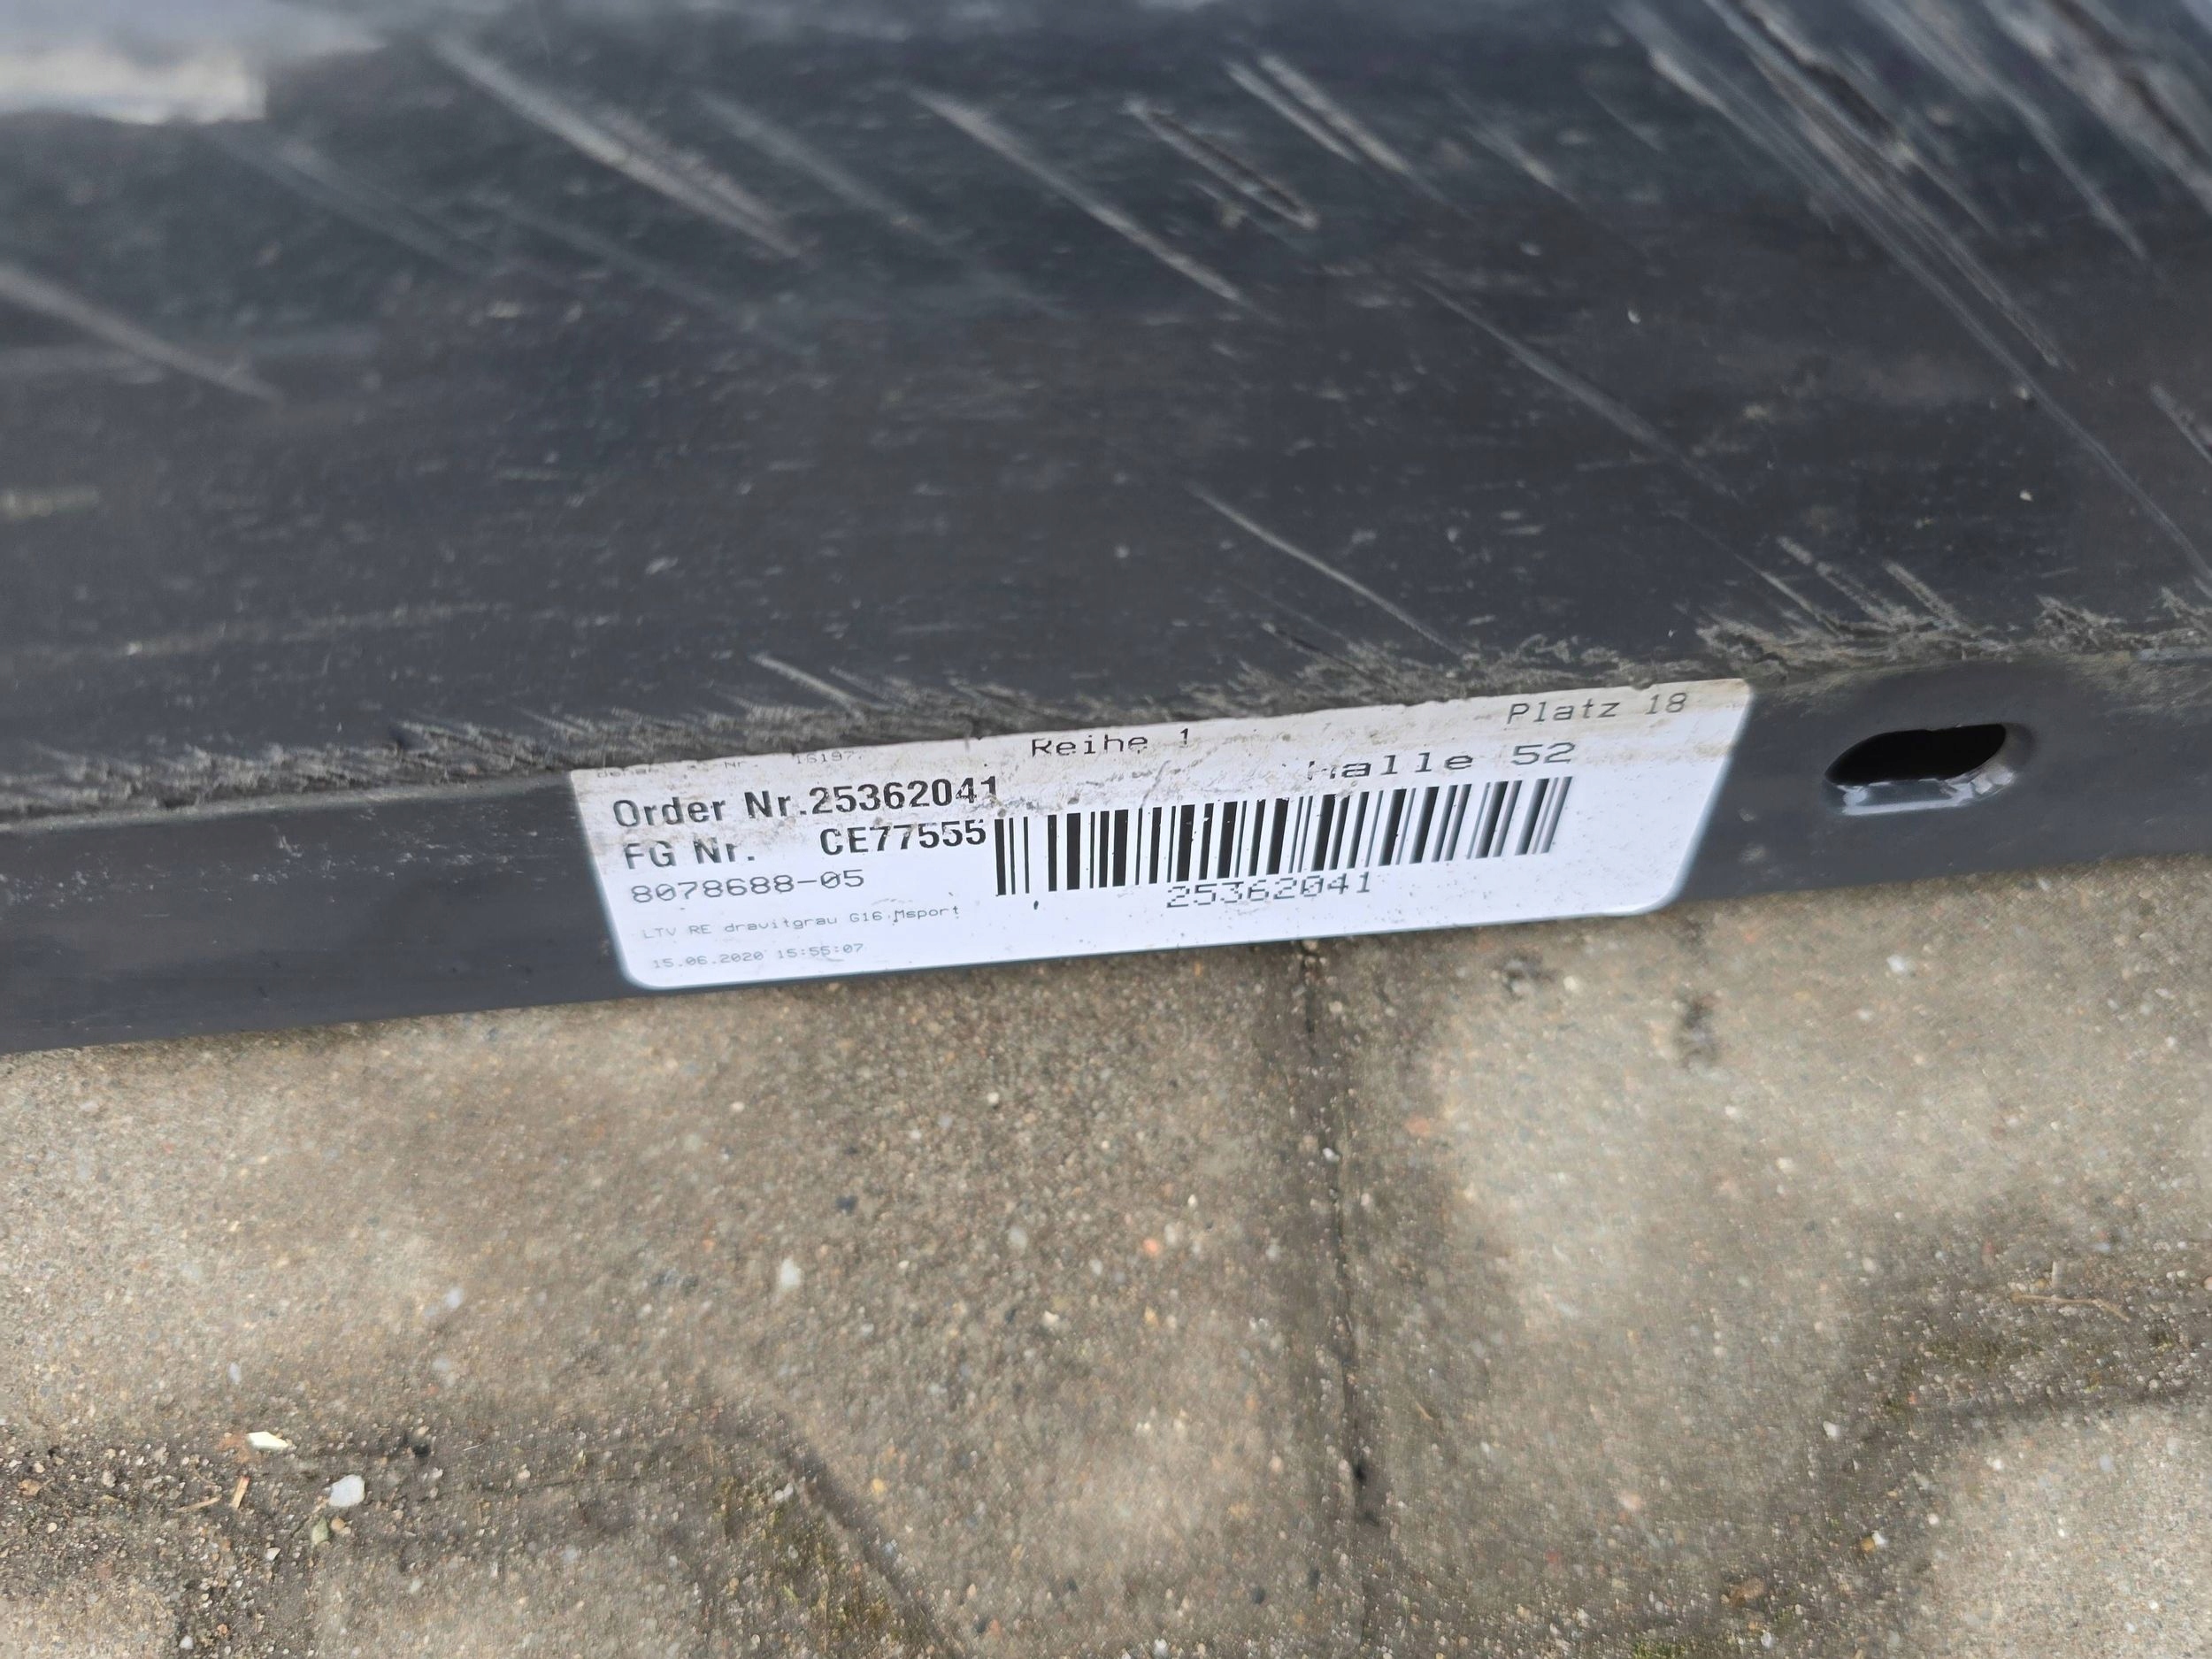 Reihe 1
Platz 18
Halle 52
Order Nr.25362041
FG Nr. CE77555
8078688-05
25362041
LTV RE dravitgrau G16 Msport
15.06.2020 15:55:07